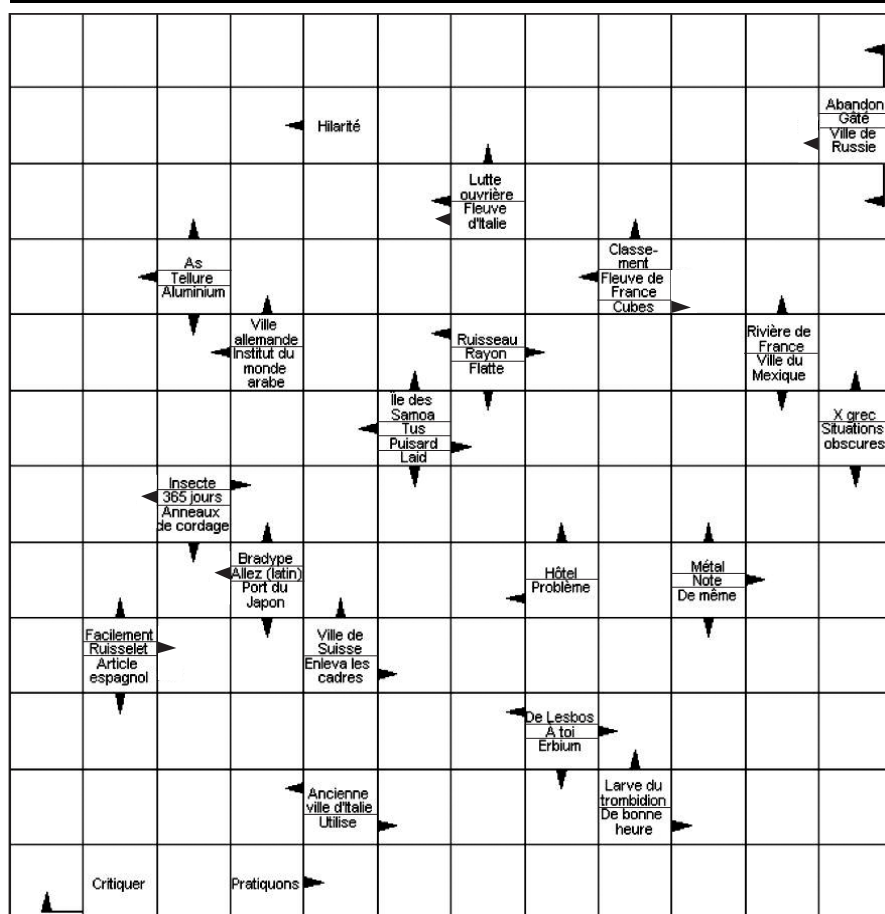 Hilarité
Abandon
Gâté
Ville de
Russie
Lutte
ouvrière
Fleuve
d'Italie
As
Tellure
Aluminium
Classe-
ment
Fleuve de
France
Cubes
Ville
allemande
Institut du
monde
arabe
Ruisseau
Rayon
Flatte
Rivière de
France
Ville du
Mexique
Île des
Samoa
Tus
Puisard
Laid
X grec
Situations
obscures
Insecte
365 jours
Anneaux
de cordage
Bradype
Allez (latin)
Port du
Japon
Hôtel
Problème
Métal
Note
De même
Facilement
Ruisselet
Article
espagnol
Ville de
Suisse
Enleva les
cadres
De Lesbos
À toi
Erbium
Ancienne
ville d'Italie
Utilise
Larve du
trombidion
De bonne
heure
Critiquer
Pratiquons